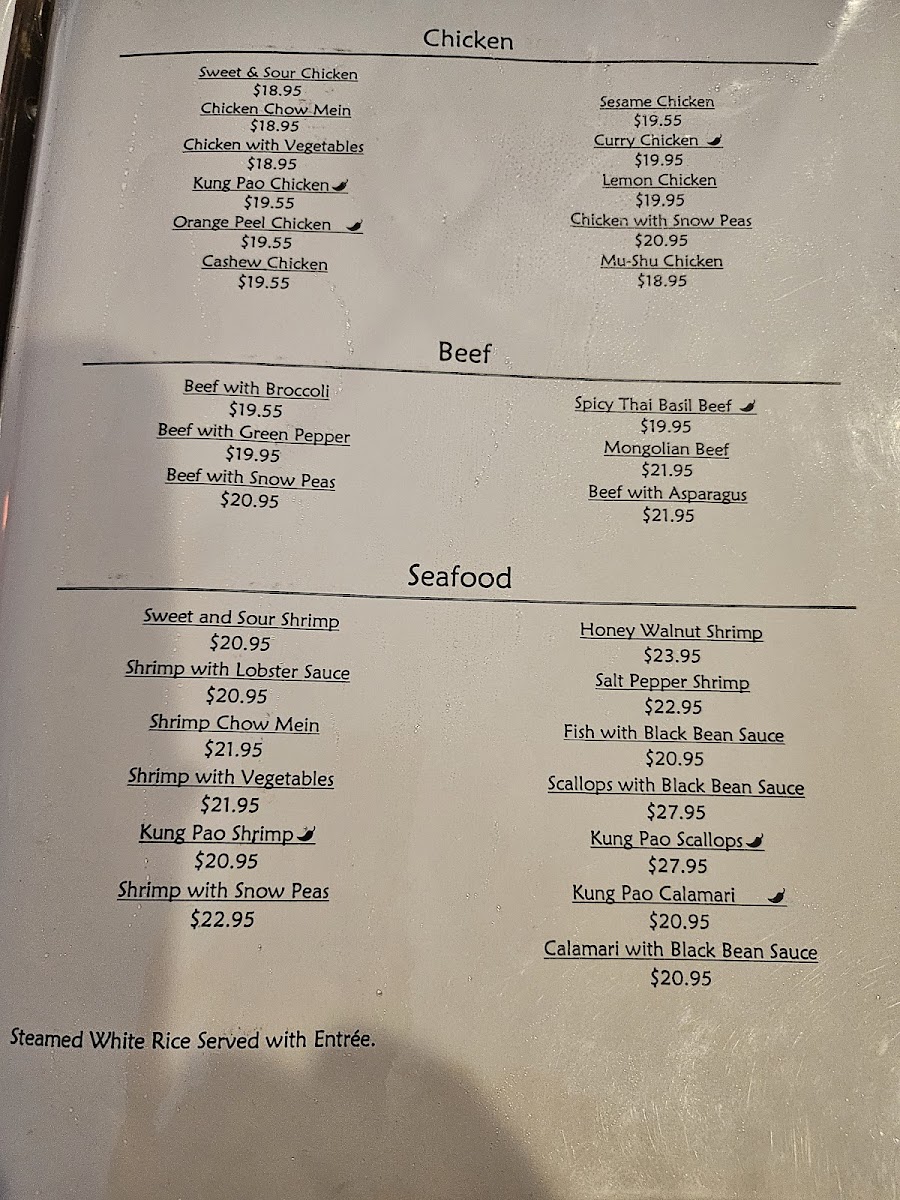 Chicken
Sweet & Sour Chicken
$18.95
Chicken Chow Mein
$18.95
Chicken with Vegetables
$18.95
Kung Pao Chicken
$19.55
Orange Peel Chicken
$19.55
Cashew Chicken
$19.55
Sesame Chicken
$19.55
Curry Chicken
$19.95
Lemon Chicken
$19.95
Chicken with Snow Peas
$20.95
Mu-Shu Chicken
$18.95
Beef
Beef with Broccoli
$19.55
Beef with Green Pepper
$19.95
Beef with Snow Peas
$20.95
Spicy Thai Basil Beef
$19.95
Mongolian Beef
$21.95
Beef with Asparagus
$21.95
Seafood
Sweet and Sour Shrimp
$20.95
Shrimp with Lobster Sauce
$20.95
Shrimp Chow Mein
$21.95
Shrimp with Vegetables
$21.95
Kung Pao Shrimp
$20.95
Shrimp with Snow Peas
$22.95
Honey Walnut Shrimp
$23.95
Salt Pepper Shrimp
$22.95
Fish with Black Bean Sauce
$20.95
Scallops with Black Bean Sauce
$27.95
Kung Pao Scallops
$27.95
Kung Pao Calamari
$20.95
Calamari with Black Bean Sauce
$20.95
Steamed White Rice Served with Entrée.